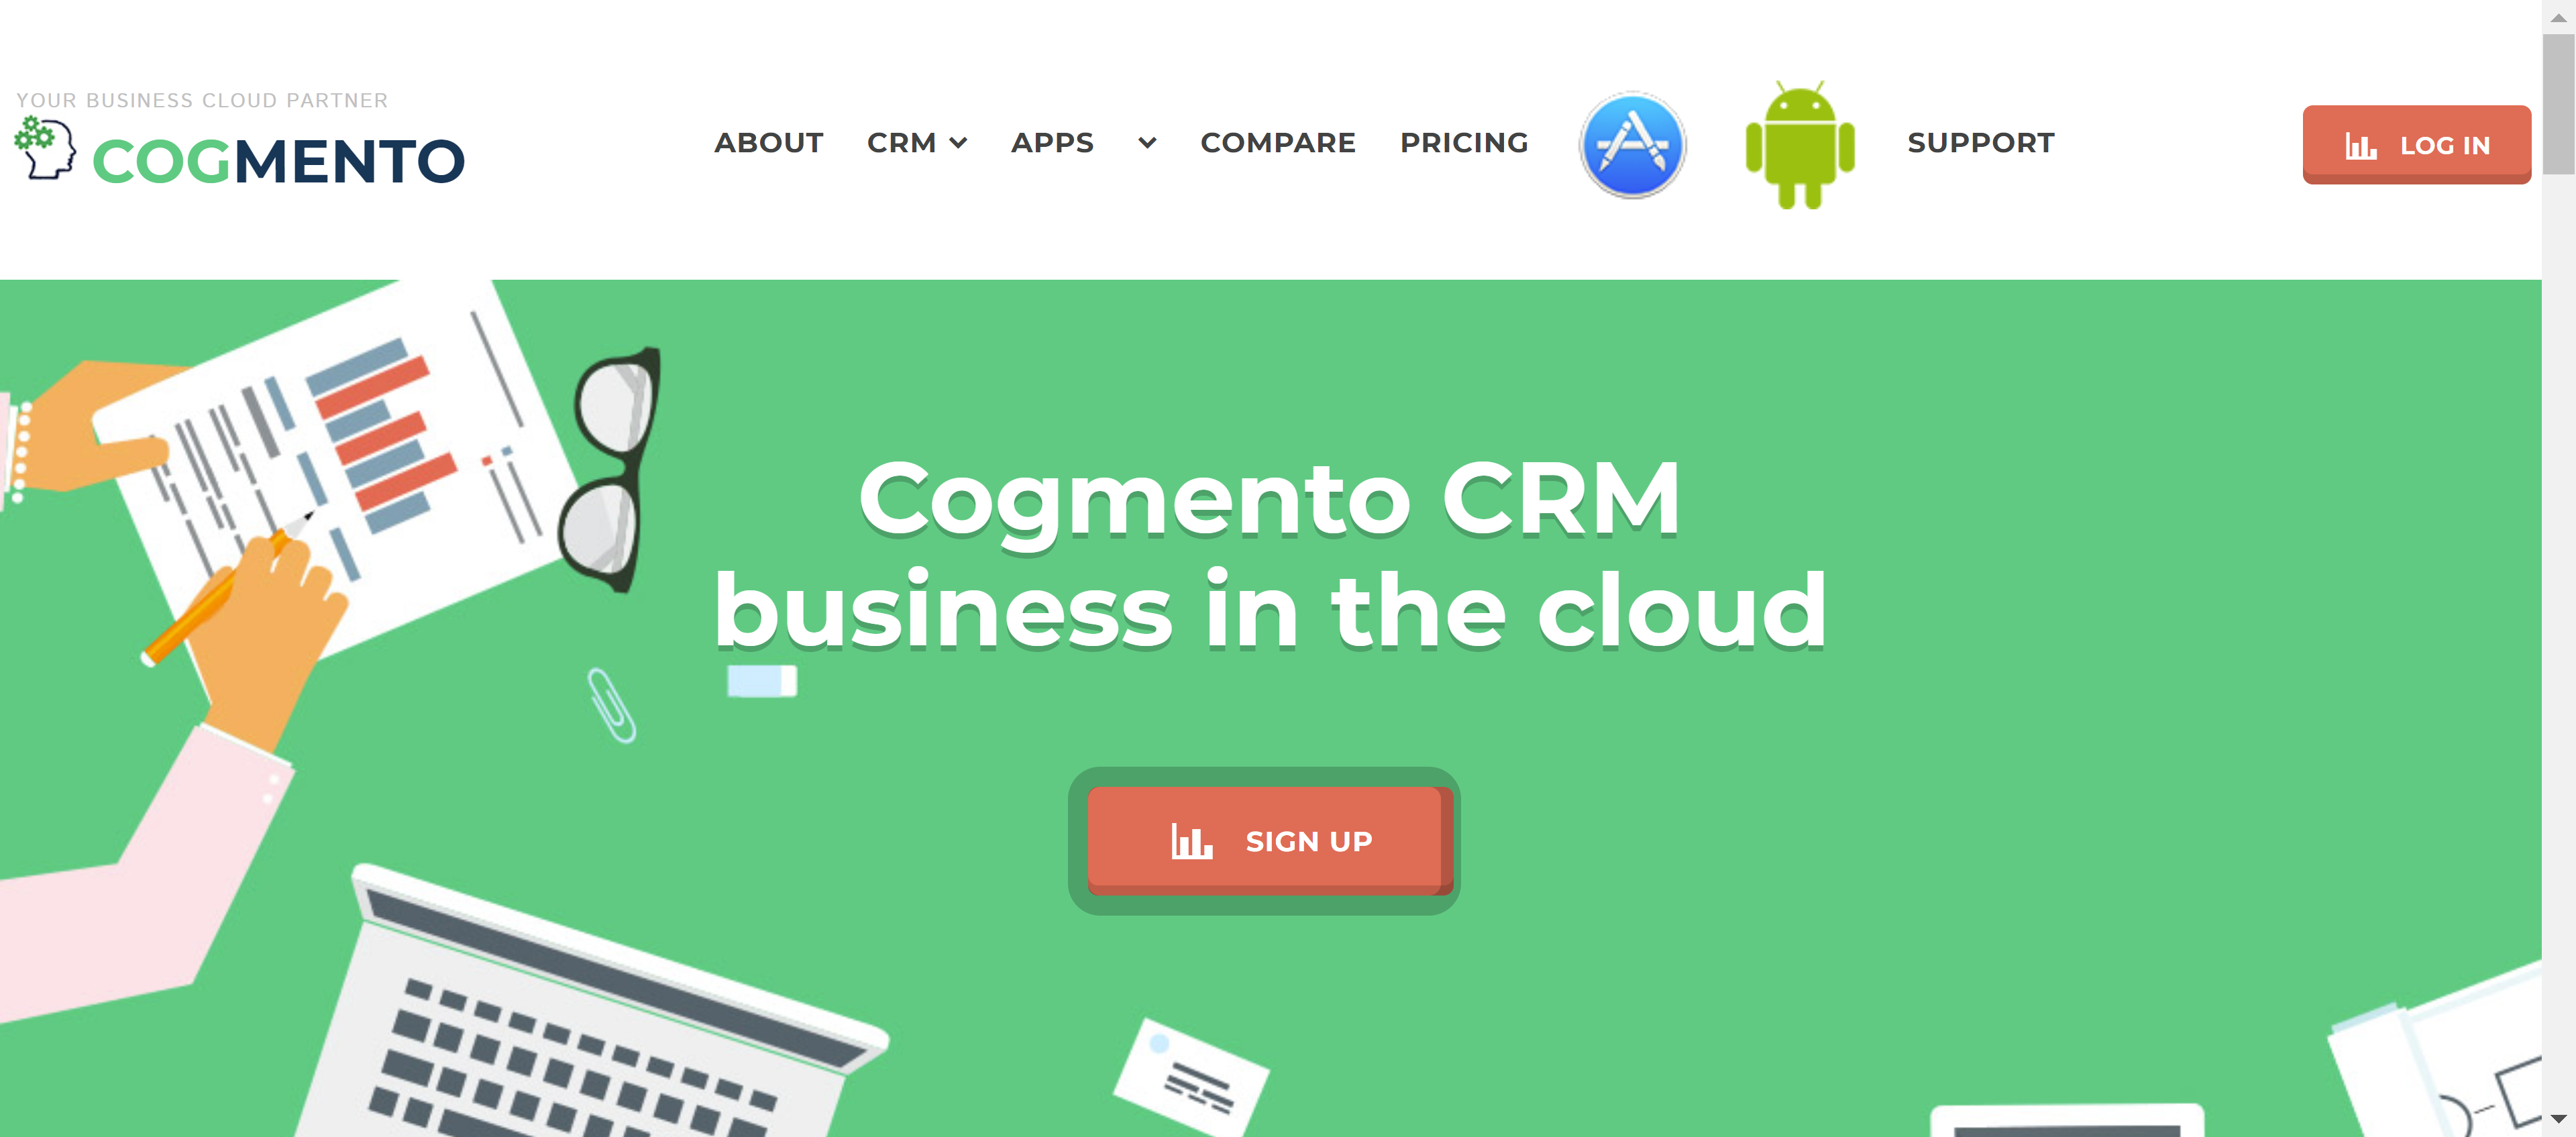 YOUR BUSINESS CLOUD PARTNER
COGMENTO
ABOUT CRM APPS COMPARE PRICING SUPPORT
LOG IN
Cogmento CRM
business in the cloud
SIGN UP